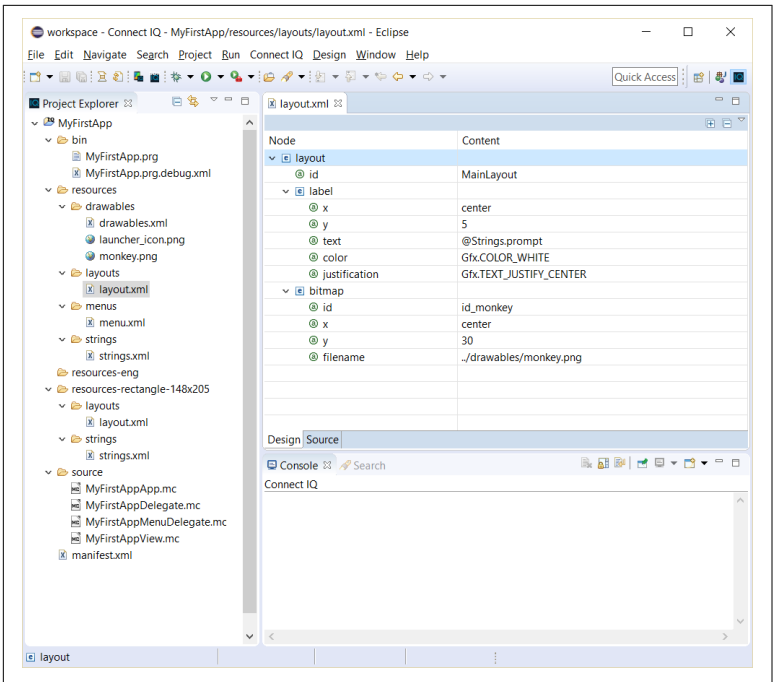 workspace - Connect IQ - MyFirstApp/resources/layouts/layout.xml - Eclipse
File Edit Navigate Search Project Run Connect IQ Design Window Help
Quick Access
Project Explorer
MyFirstApp
bin
MyFirstApp.prg
MyFirstApp.prg.debug.xml
resources
drawables
drawables.xml
launcher_icon.png
monkey.png
layouts
layout.xml
menus
menu.xml
strings
strings.xml
resources-eng
resources-rectangle-148x205
layouts
layout.xml
strings
strings.xml
source
MyFirstAppApp.mc
MyFirstAppDelegate.mc
MyFirstAppMenuDelegate.mc
MyFirstAppView.mc
manifest.xml
layout.xml
Node Content
layout
id MainLayout
label
x center
y 5
text @Strings.prompt
color Gfx.COLOR_WHITE
justification Gfx.TEXT_JUSTIFY_CENTER
bitmap
id id_monkey
x center
y 30
filename ../drawables/monkey.png
Design Source
Console Search
Connect IQ
layout